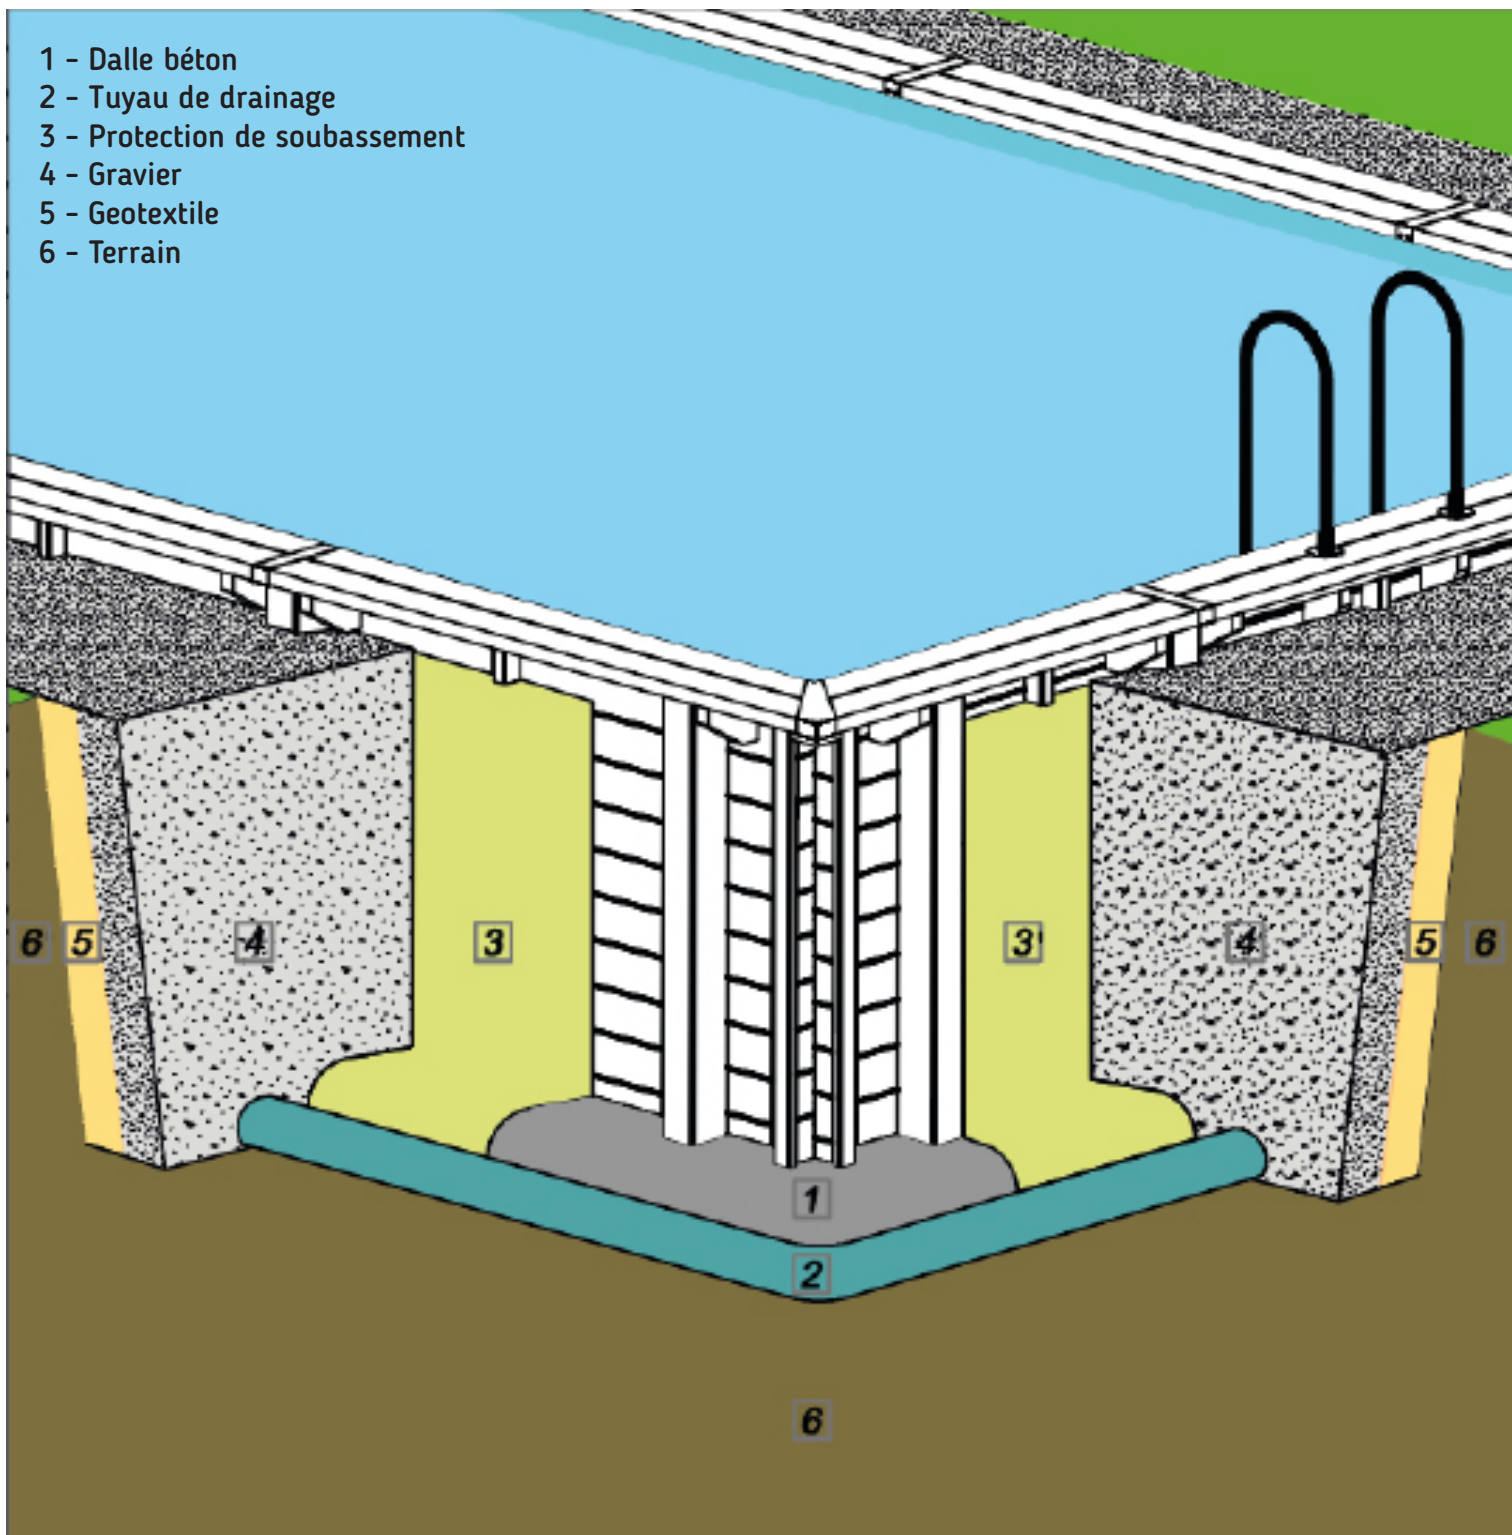 1 - Dalle béton
2 - Tuyau de drainage
3 - Protection de soubassement
4 - Gravier
5 - Geotextile
6 - Terrain
6 5 4 3 3 4 5 6
1
2
6